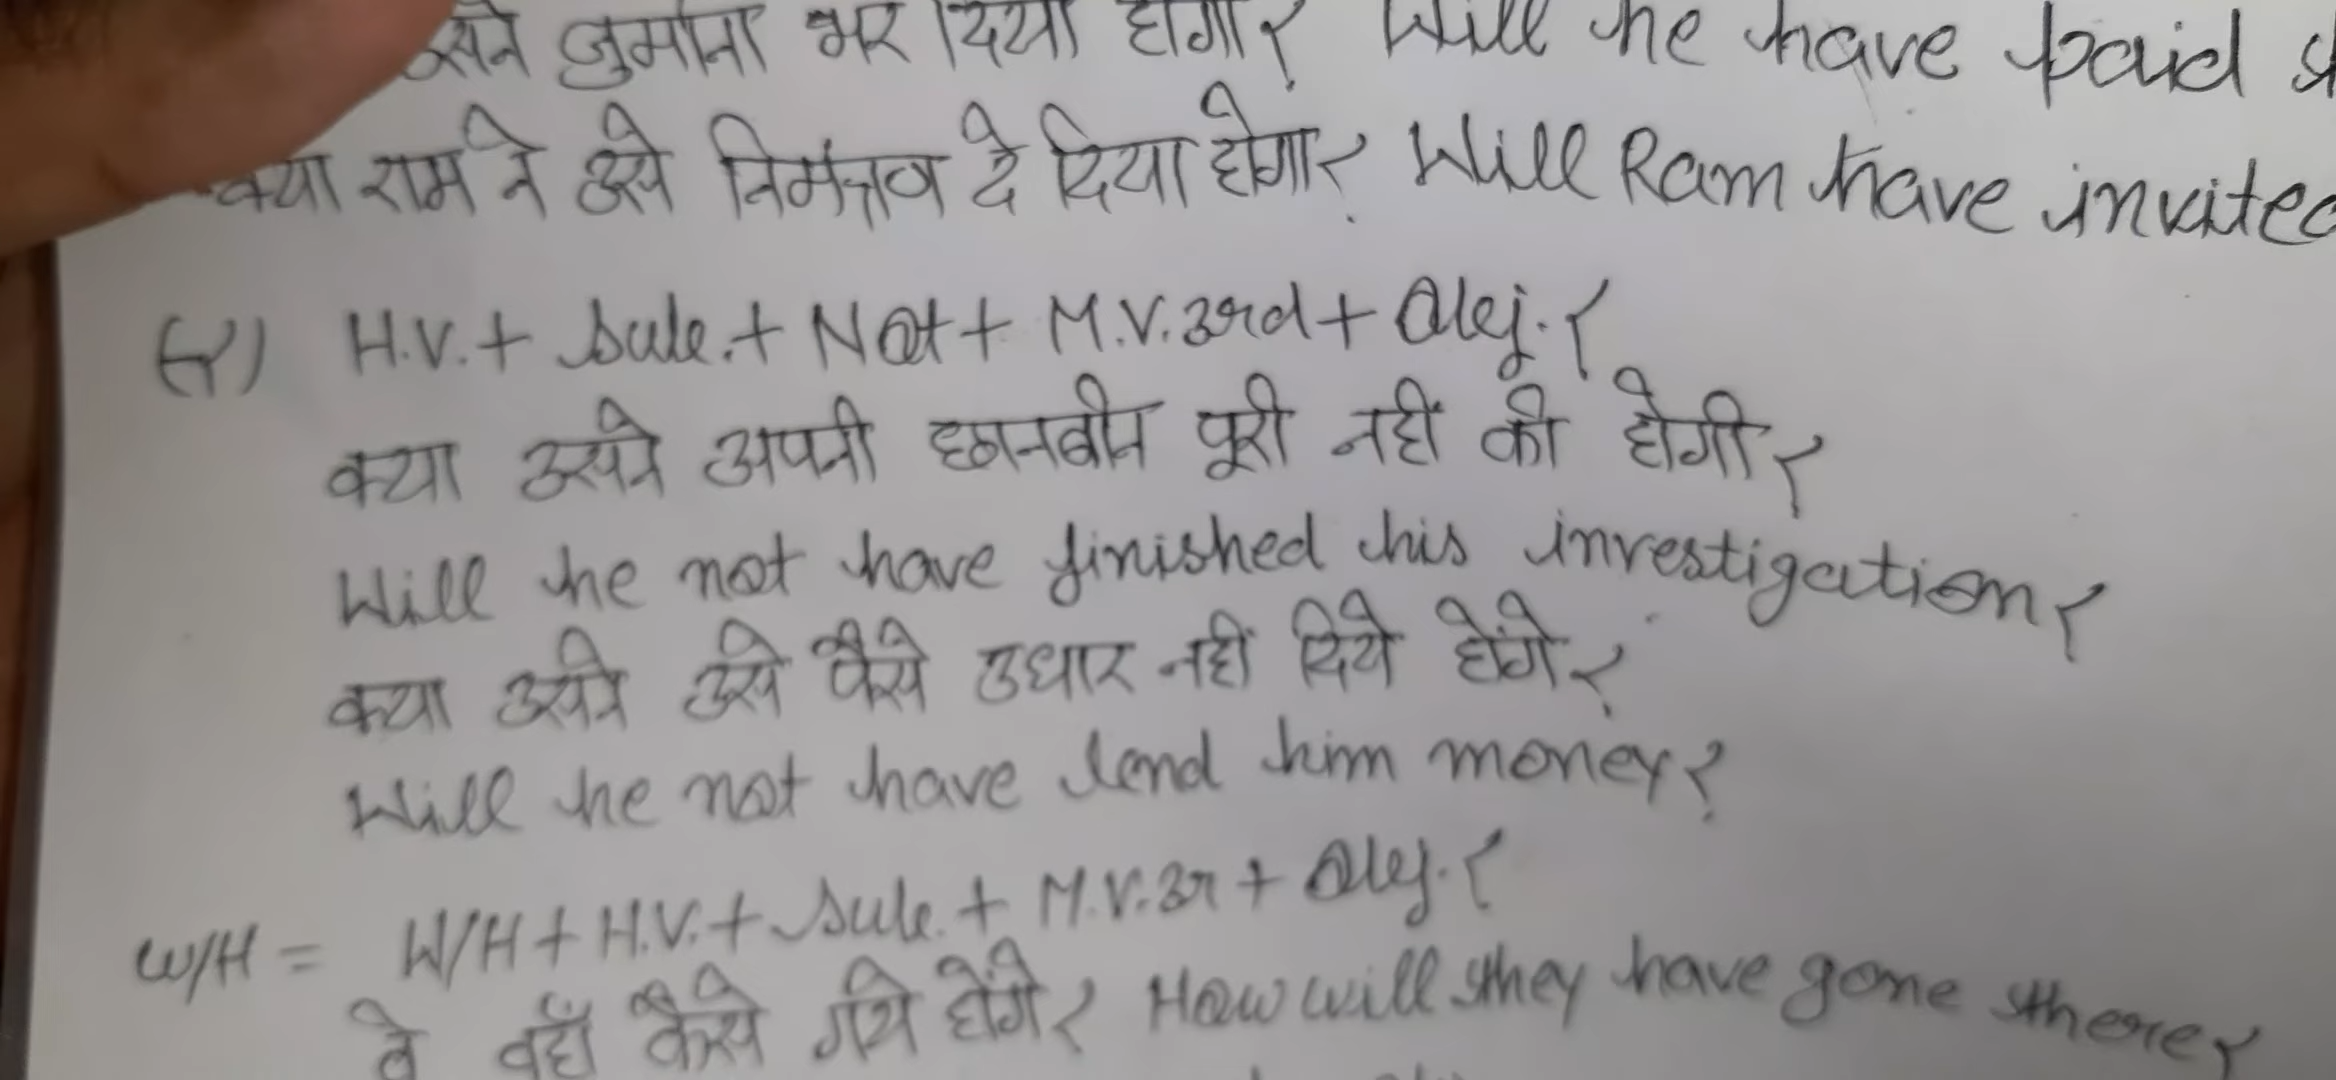 उसने जुर्माना भर दिया होगा? Will he have paid
क्या राम ने उसे निमंत्रण दे दिया होगा? Will Ram have invited
H.V. + Sub. + Not + M.V. 3rd + Obj. ?
क्या उसने अपनी छानबीन पूरी नहीं की होगी?
Will he not have finished his investigation?
क्या उसने उसे पैसे उधार नहीं दिये होंगे?
Will he not have lend him money?
W/H = W/H + H.V. + Sub. + M.V. 3r + Obj. ?
वे वहाँ कैसे गये होंगे? How will they have gone there?